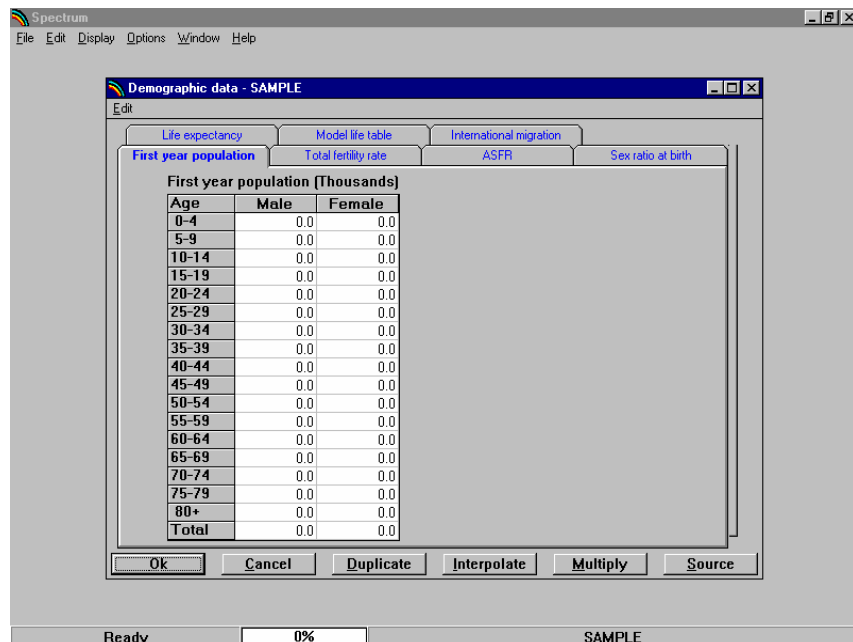 Spectrum
File Edit Display Options Window Help
Demographic data - SAMPLE
Edit
Life expectancy Model life table International migration
First year population Total fertility rate ASFR Sex ratio at birth
First year population (Thousands)
Age Male Female
0-4 0.0 0.0
5-9 0.0 0.0
10-14 0.0 0.0
15-19 0.0 0.0
20-24 0.0 0.0
25-29 0.0 0.0
30-34 0.0 0.0
35-39 0.0 0.0
40-44 0.0 0.0
45-49 0.0 0.0
50-54 0.0 0.0
55-59 0.0 0.0
60-64 0.0 0.0
65-69 0.0 0.0
70-74 0.0 0.0
75-79 0.0 0.0
80+ 0.0 0.0
Total 0.0 0.0
Ok Cancel Duplicate Interpolate Multiply Source
Ready 0% SAMPLE